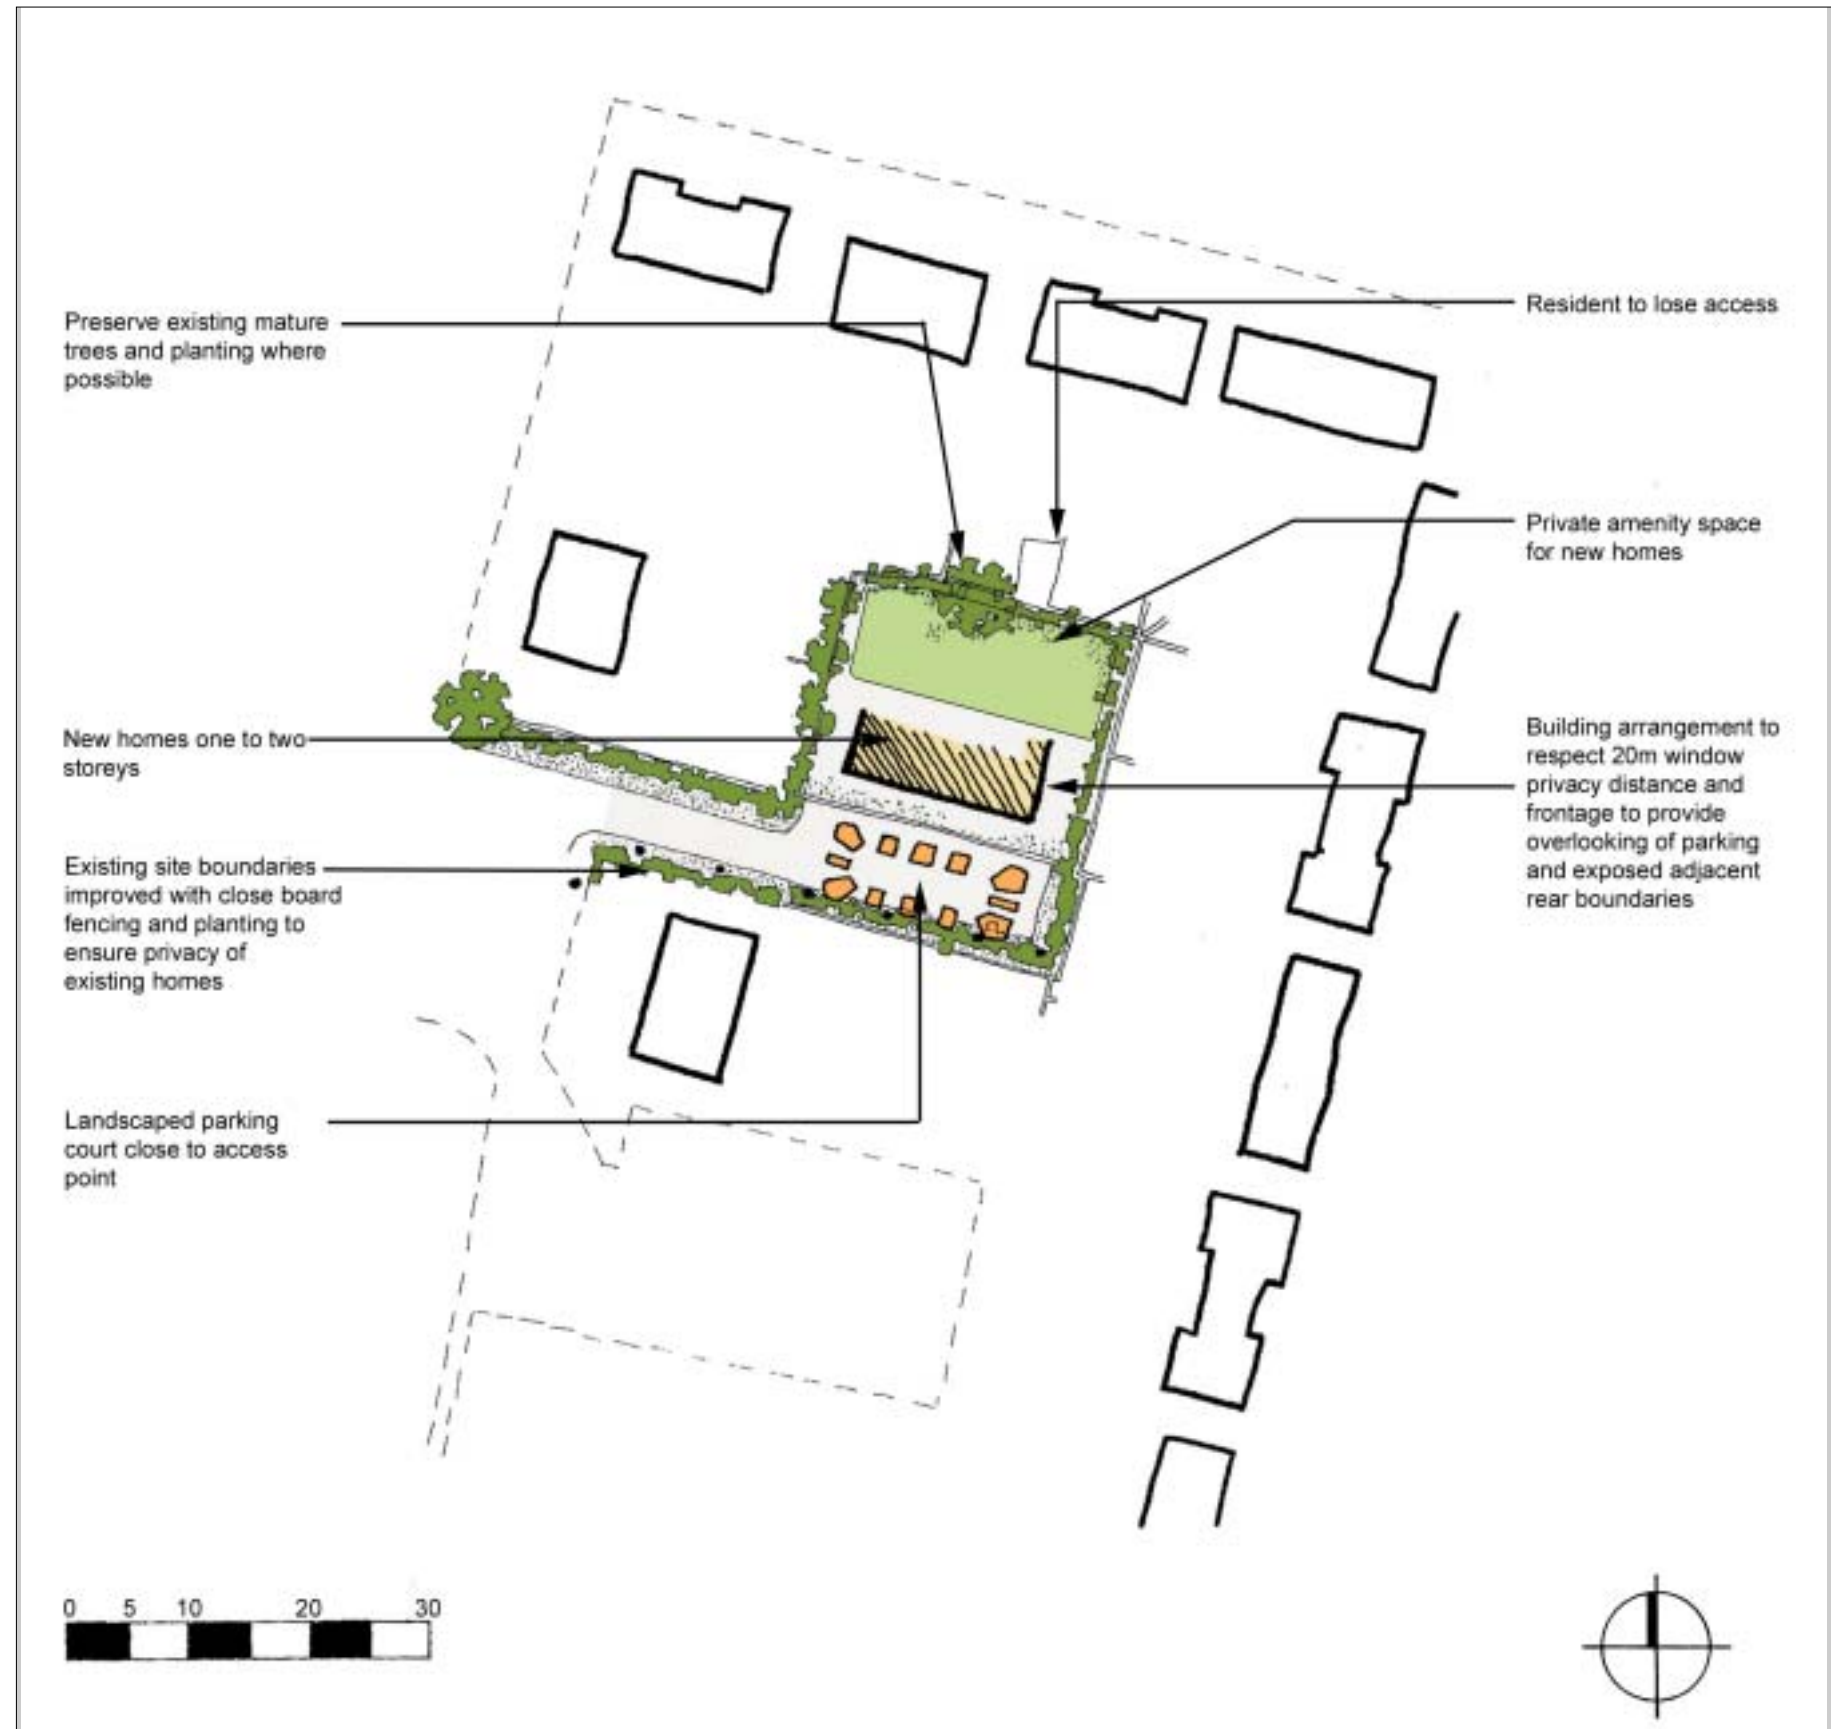 Preserve existing mature
trees and planting where
possible
Resident to lose access
Private amenity space
for new homes
New homes one to two
storeys
Building arrangement to
respect 20m window
privacy distance and
frontage to provide
overlooking of parking
and exposed adjacent
rear boundaries
Existing site boundaries
improved with close board
fencing and planting to
ensure privacy of
existing homes
Landscaped parking
court close to access
point
0 5 10 20 30